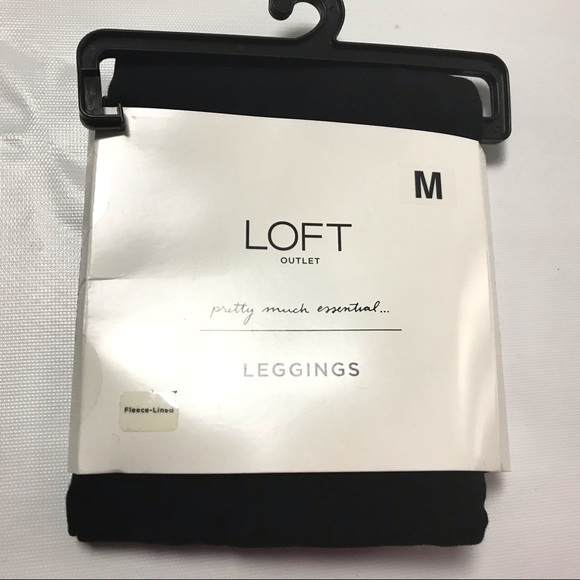 M
LOFT
OUTLET
pretty much essential...
LEGGINGS
Fleece-Lined